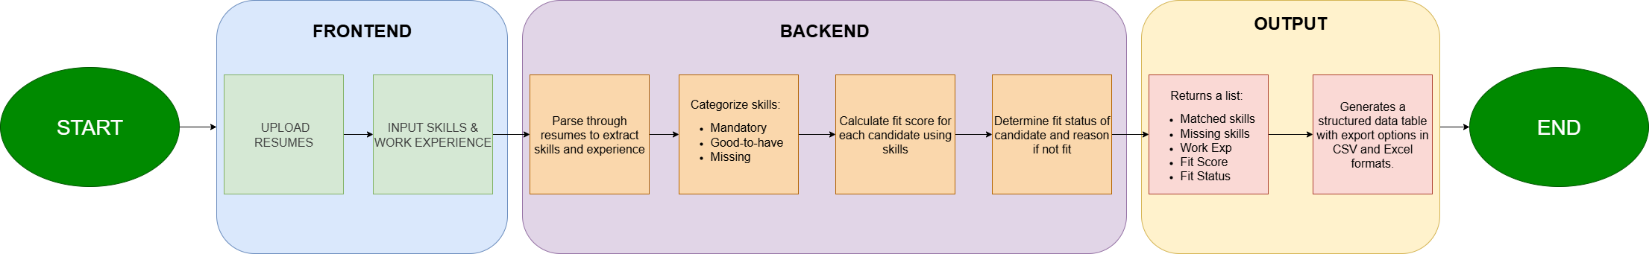 START
FRONTEND
UPLOAD
RESUMES
INPUT SKILLS &
WORK EXPERIENCE
BACKEND
Parse through
resumes to extract
skills and experience
Categorize skills:
• Mandatory
• Good-to-have
• Missing
Calculate fit score for
each candidate using
skills
Determine fit status of
candidate and reason
if not fit
OUTPUT
Returns a list:
• Matched skills
• Missing skills
• Work Exp
• Fit Score
• Fit Status
Generates a
structured data table
with export options in
CSV and Excel
formats.
END